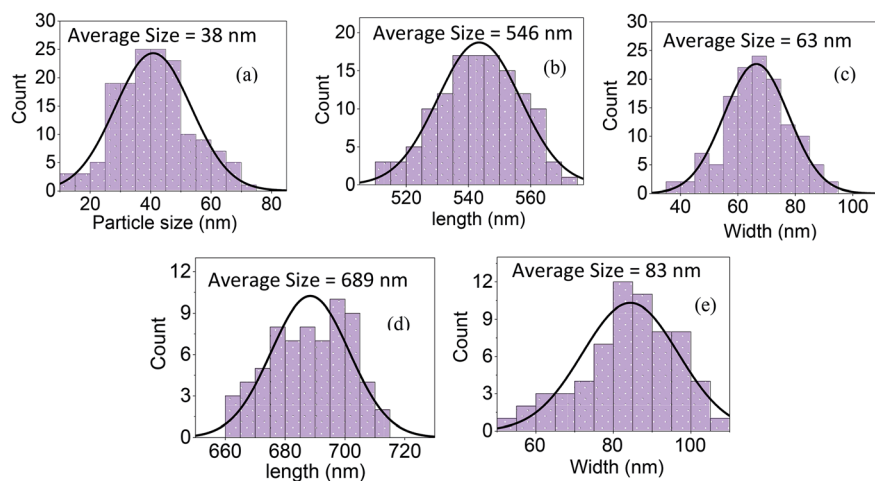 Average Size = 38 nm
(a)
Count
30
25
20
15
10
5
0
20 40 60 80
Particle size (nm)
Average Size = 546 nm
(b)
Count
20
15
10
5
0
520 540 560
length (nm)
Average Size = 63 nm
(c)
Count
30
25
20
15
10
5
0
40 60 80 100
Width (nm)
Average Size = 689 nm
(d)
Count
12
9
6
3
0
660 680 700 720
length (nm)
Average Size = 83 nm
(e)
Count
12
9
6
3
0
60 80 100
Width (nm)